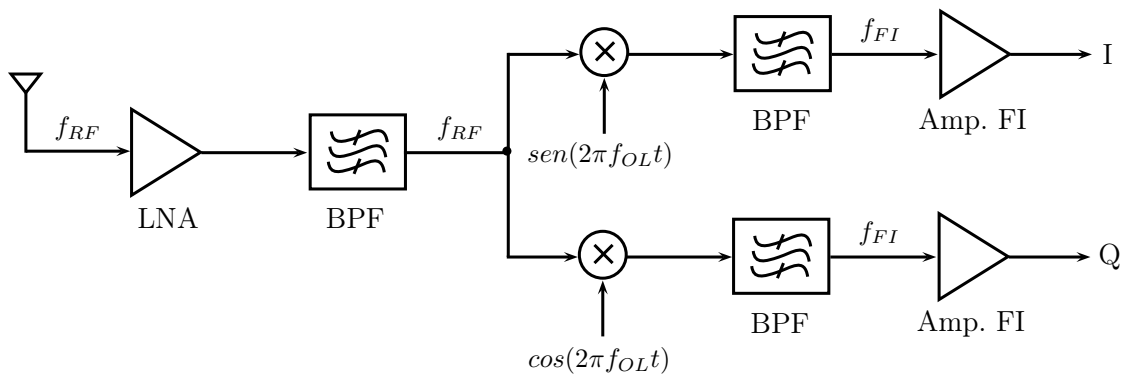 f_{RF}
LNA
BPF
f_{RF}
sen(2πf_{OL}t)
BPF
f_{FI}
Amp. FI
I
cos(2πf_{OL}t)
BPF
f_{FI}
Amp. FI
Q